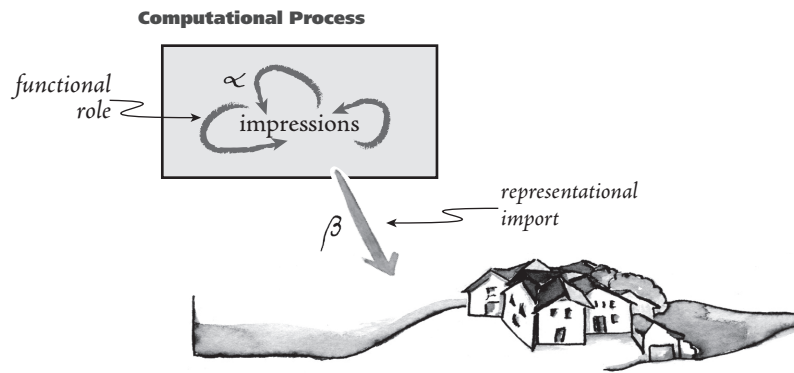 Computational Process
functional
role
α
impressions
representational
import
β